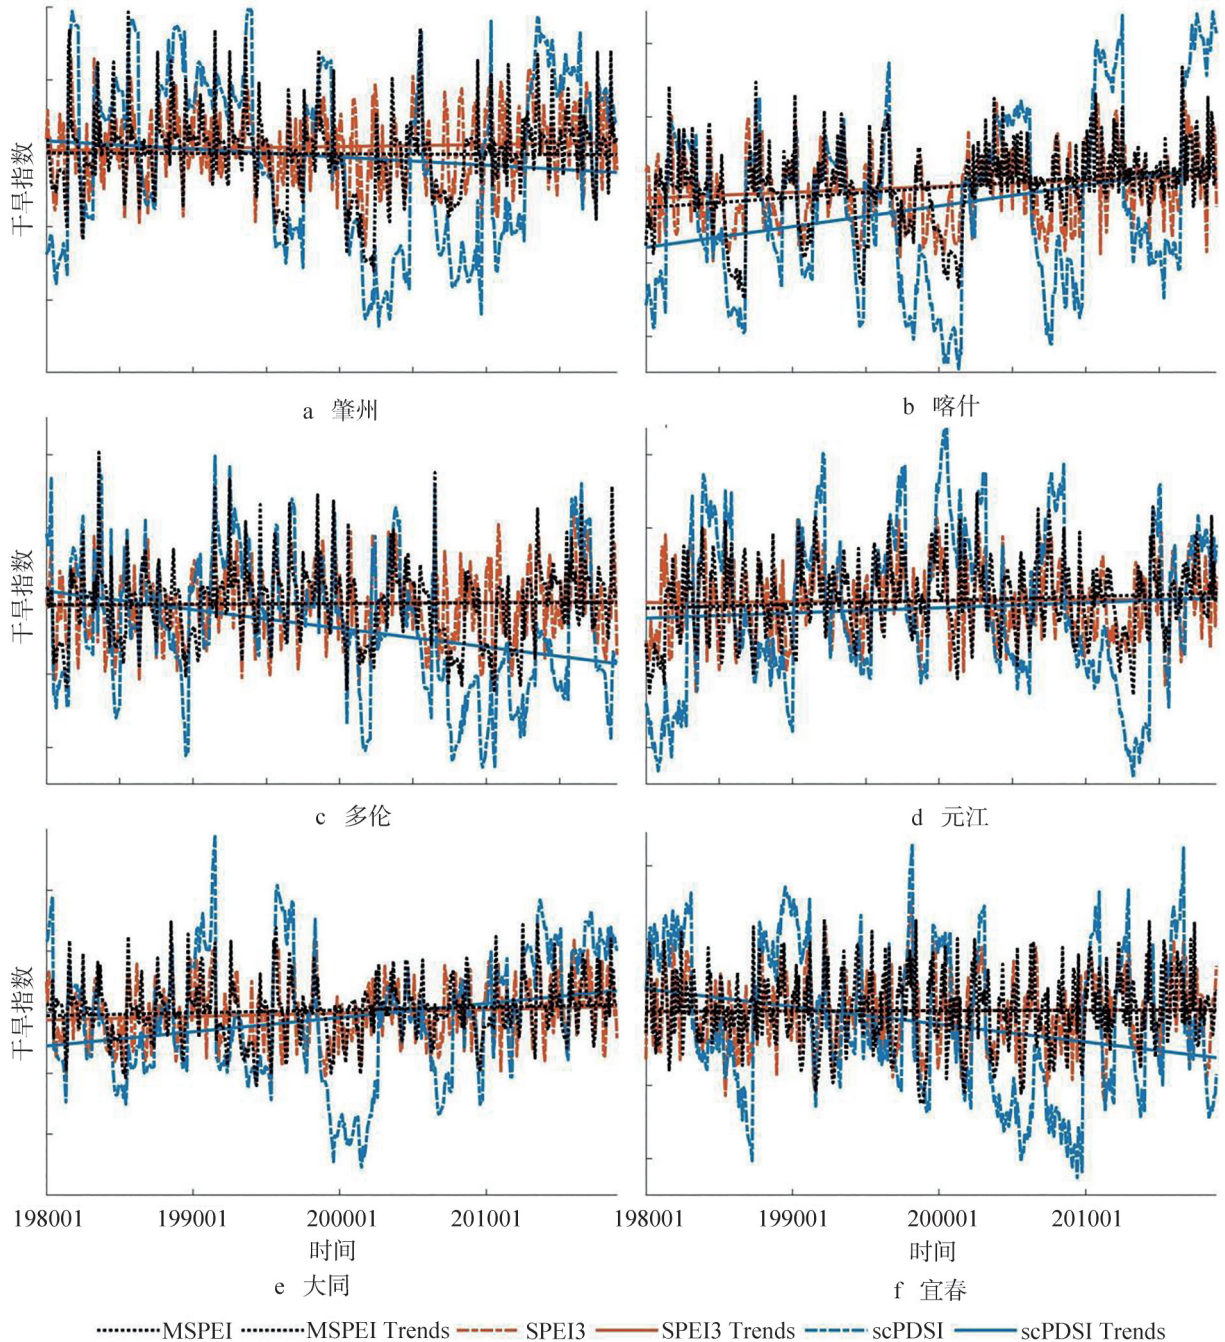 干旱指数
a 肇州
b 喀什
干旱指数
c 多伦
d 元江
干旱指数
198001 199001 200001 201001
198001 199001 200001 201001
时间
时间
e 大同
f 宜春
MSPEI MSPEI Trends SPEI3 SPEI3 Trends scPDSI scPDSI Trends